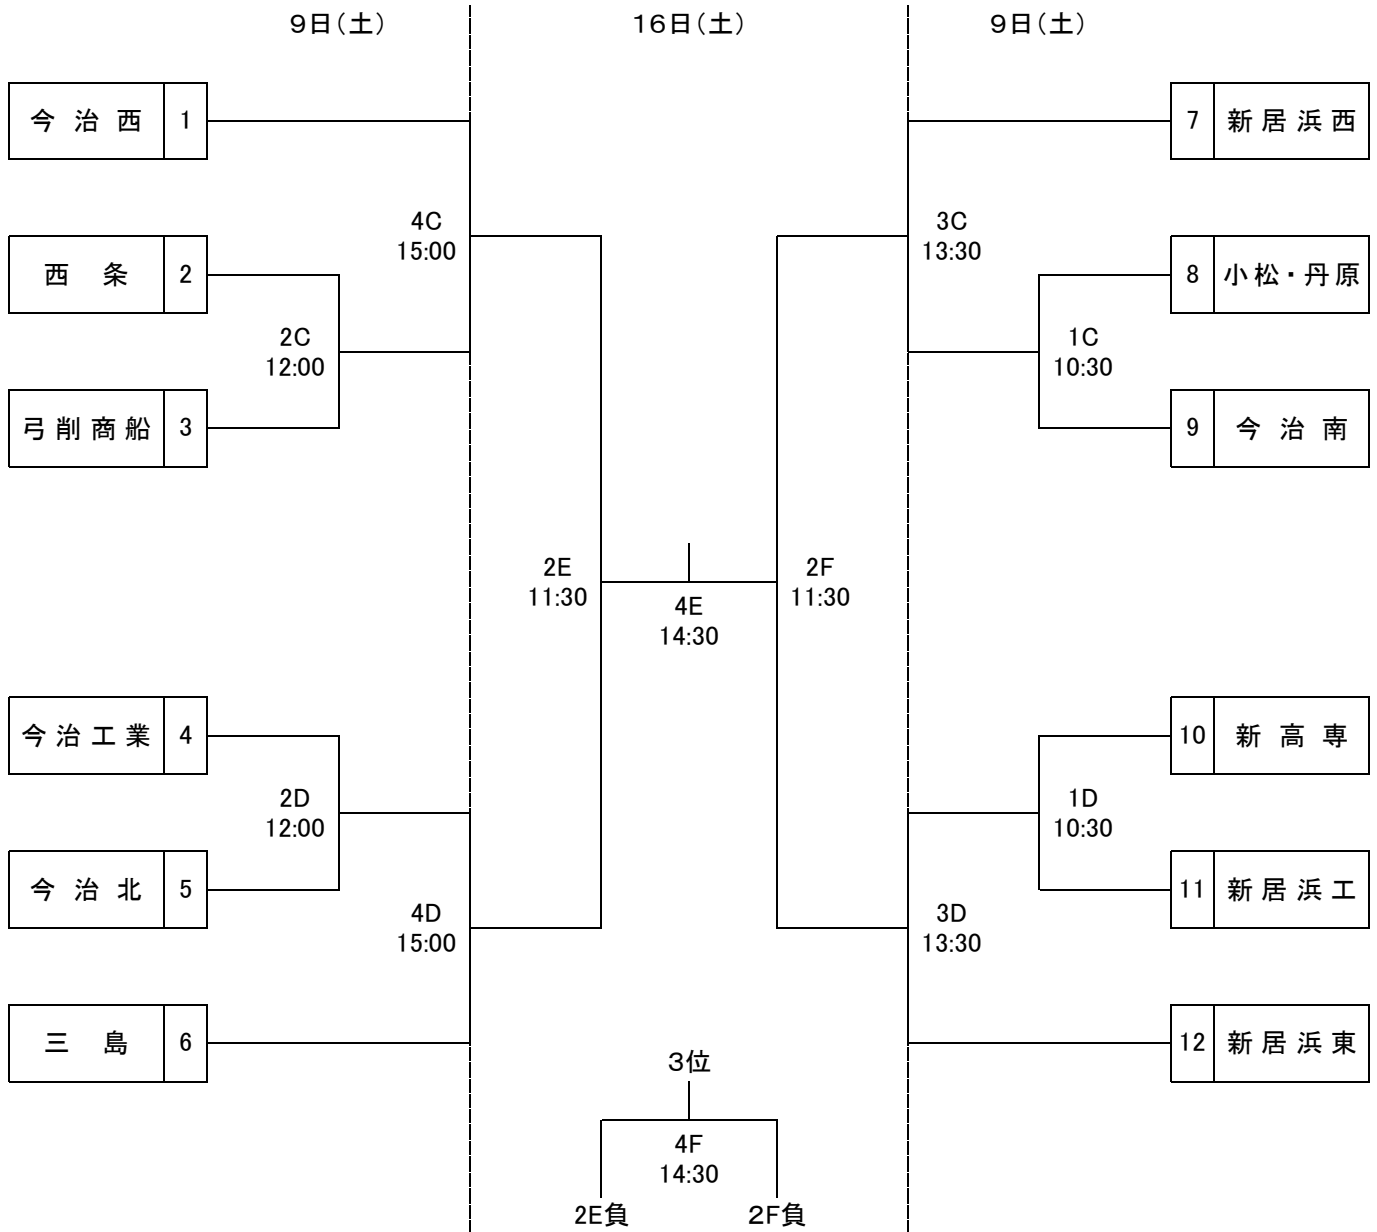 9日(土)
16日(土)
9日(土)
今治西 1
7 新居浜西
4C
15:00
3C
13:30
西条 2
8 小松・丹原
2C
12:00
1C
10:30
弓削商船 3
9 今治南
2E
11:30
2F
11:30
4E
14:30
今治工業 4
10 新高専
2D
12:00
1D
10:30
今治北 5
11 新居浜工
4D
15:00
3D
13:30
三島 6
12 新居浜東
3位
4F
14:30
2E負
2F負